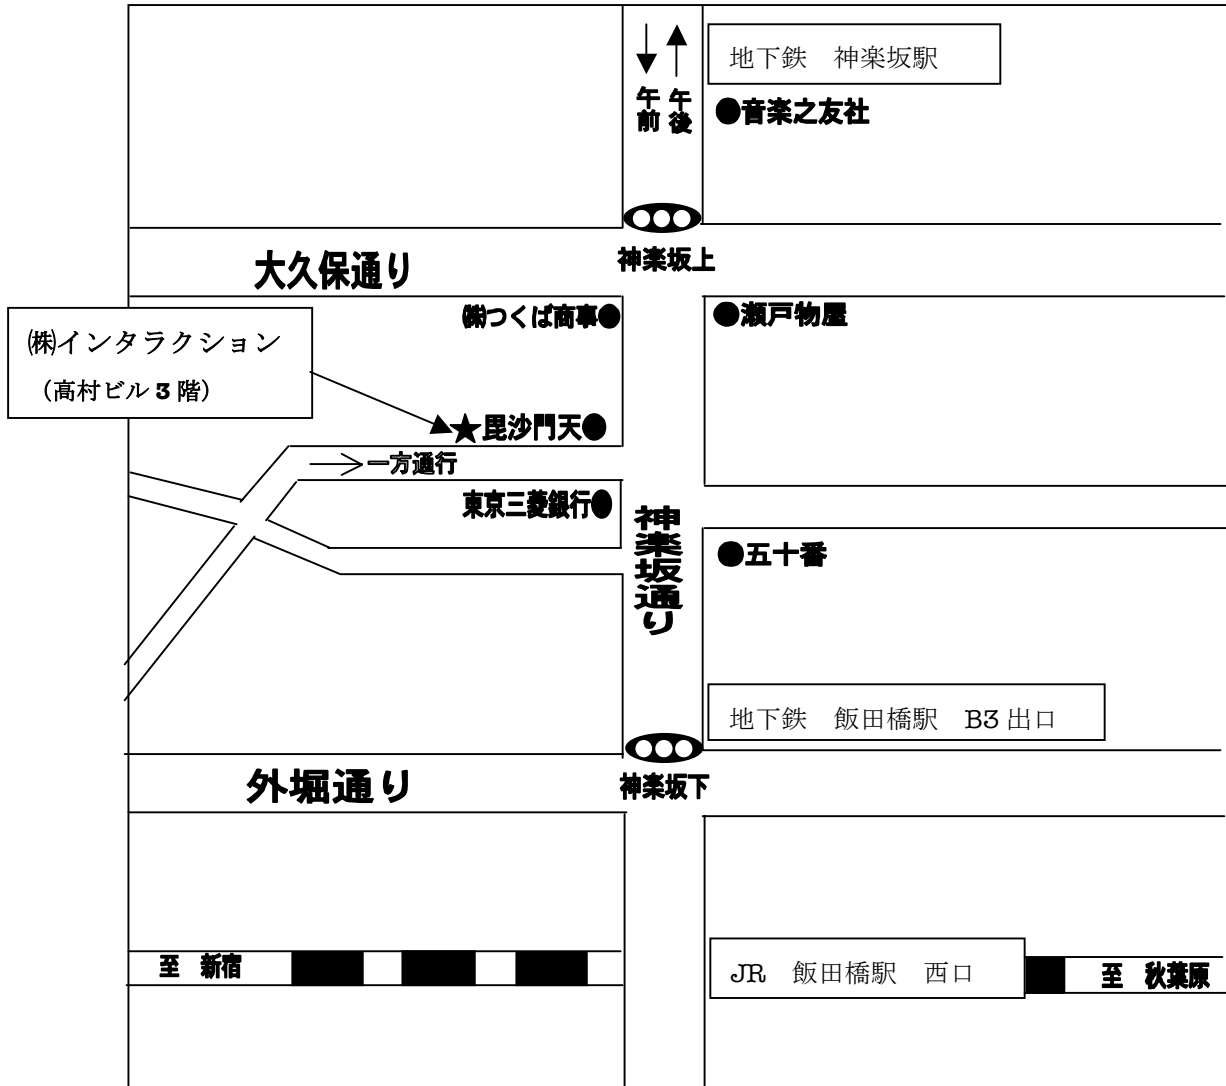 地下鉄　神楽坂駅
午前
午後
●音楽之友社
神楽坂上
大久保通り
㈱つくば商事●
●瀬戸物屋
㈱インタラクション
（高村ビル3階）
★毘沙門天●
一方通行
東京三菱銀行●
神楽坂通り
●五十番
地下鉄　飯田橋駅　B3出口
神楽坂下
外堀通り
至　新宿
JR　飯田橋駅　西口
至　秋葉原